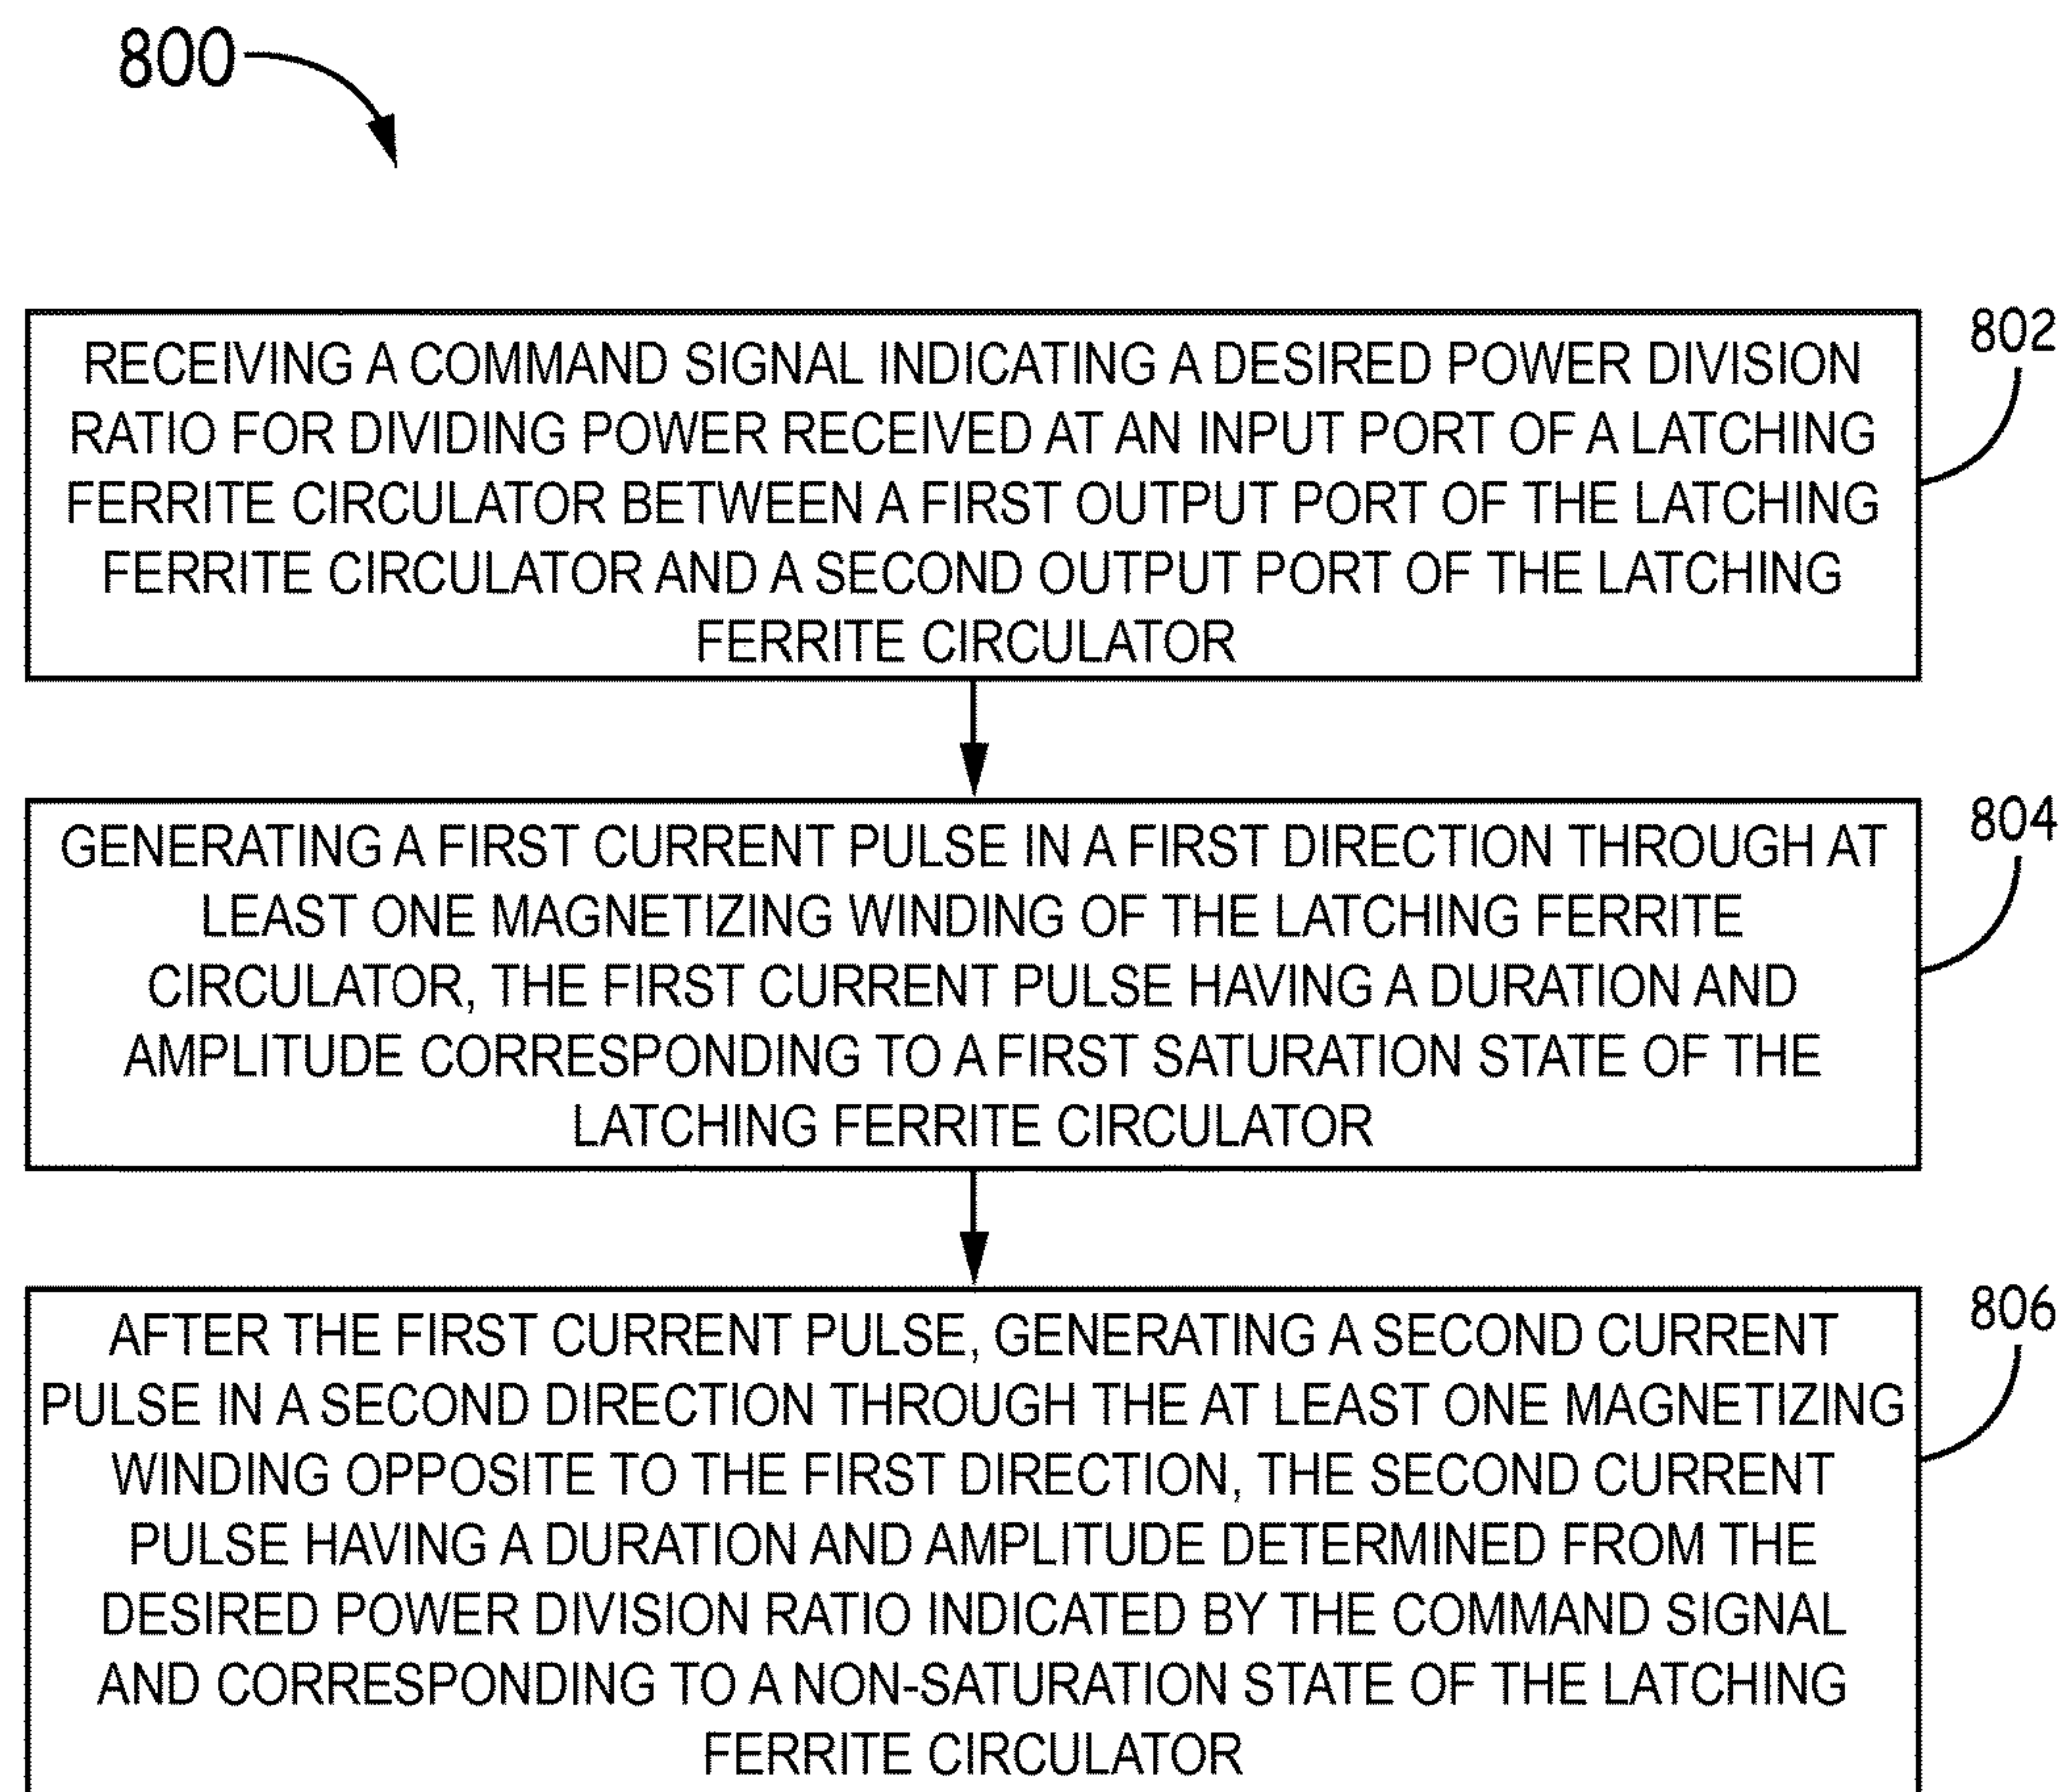 800
802
RECEIVING A COMMAND SIGNAL INDICATING A DESIRED POWER DIVISION
RATIO FOR DIVIDING POWER RECEIVED AT AN INPUT PORT OF A LATCHING
FERRITE CIRCULATOR BETWEEN A FIRST OUTPUT PORT OF THE LATCHING
FERRITE CIRCULATOR AND A SECOND OUTPUT PORT OF THE LATCHING
FERRITE CIRCULATOR
804
GENERATING A FIRST CURRENT PULSE IN A FIRST DIRECTION THROUGH AT
LEAST ONE MAGNETIZING WINDING OF THE LATCHING FERRITE
CIRCULATOR, THE FIRST CURRENT PULSE HAVING A DURATION AND
AMPLITUDE CORRESPONDING TO A FIRST SATURATION STATE OF THE
LATCHING FERRITE CIRCULATOR
806
AFTER THE FIRST CURRENT PULSE, GENERATING A SECOND CURRENT
PULSE IN A SECOND DIRECTION THROUGH THE AT LEAST ONE MAGNETIZING
WINDING OPPOSITE TO THE FIRST DIRECTION, THE SECOND CURRENT
PULSE HAVING A DURATION AND AMPLITUDE DETERMINED FROM THE
DESIRED POWER DIVISION RATIO INDICATED BY THE COMMAND SIGNAL
AND CORRESPONDING TO A NON-SATURATION STATE OF THE LATCHING
FERRITE CIRCULATOR